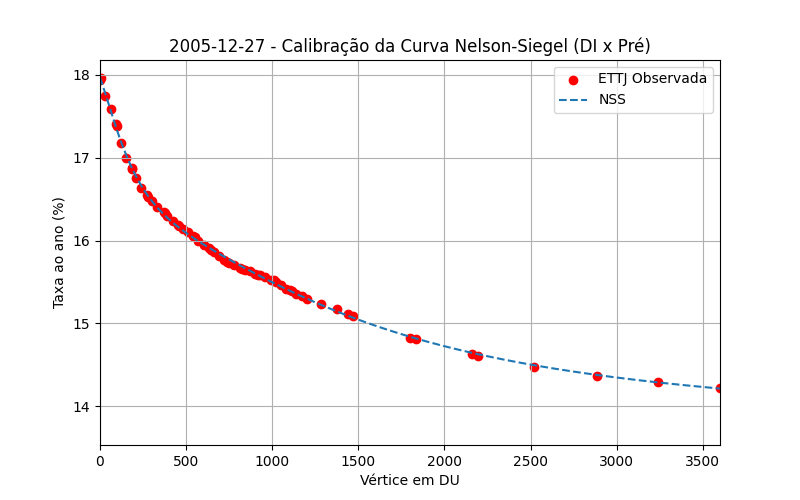 2005-12-27 - Calibração da Curva Nelson-Siegel (DI x Pré)
ETTJ Observada
NSS
Taxa ao ano (%)
18
17
16
15
14
0 500 1000 1500 2000 2500 3000 3500
Vértice em DU